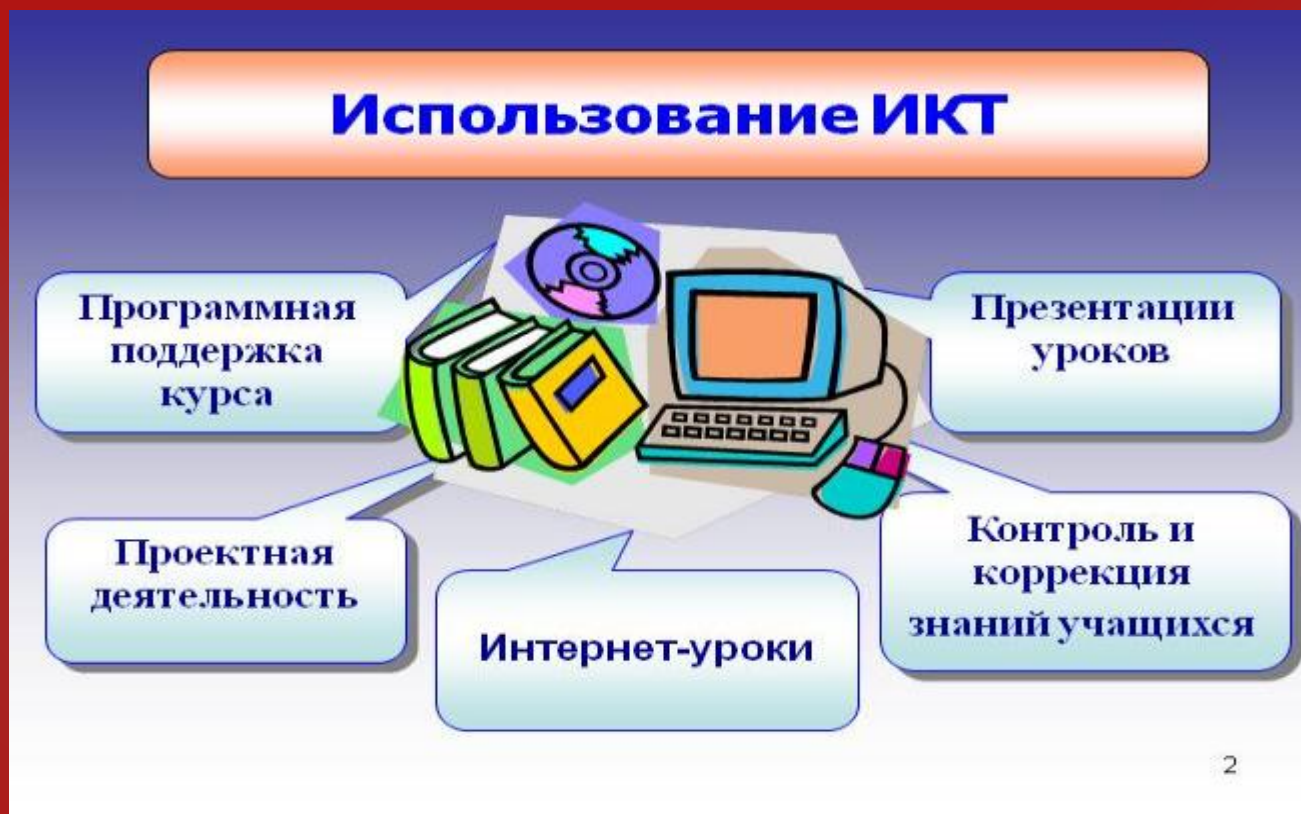 Использование ИКТ
Программная
поддержка
курса
Презентации
уроков
Проектная
деятельность
Интернет-уроки
Контроль и
коррекция
знаний учащихся
2